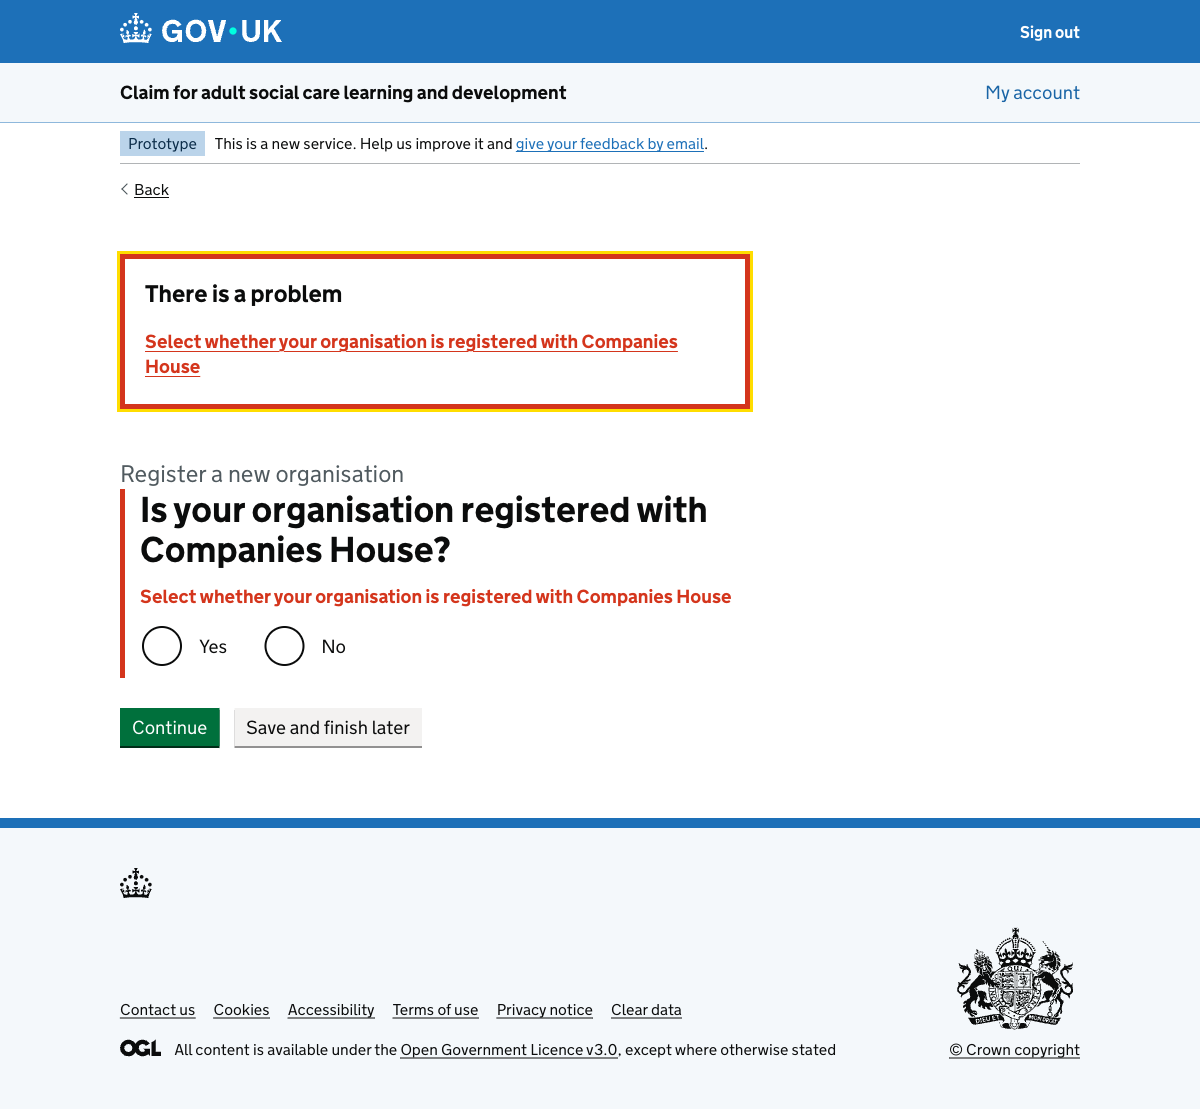 GOV·UK
Sign out
Claim for adult social care learning and development
My account
Prototype
This is a new service. Help us improve it and give your feedback by email.
Back
There is a problem
Select whether your organisation is registered with Companies
House
Register a new organisation
Is your organisation registered with
Companies House?
Select whether your organisation is registered with Companies House
Yes
No
Continue
Save and finish later
Contact us
Cookies
Accessibility
Terms of use
Privacy notice
Clear data
OGL
All content is available under the Open Government Licence v3.0, except where otherwise stated
© Crown copyright